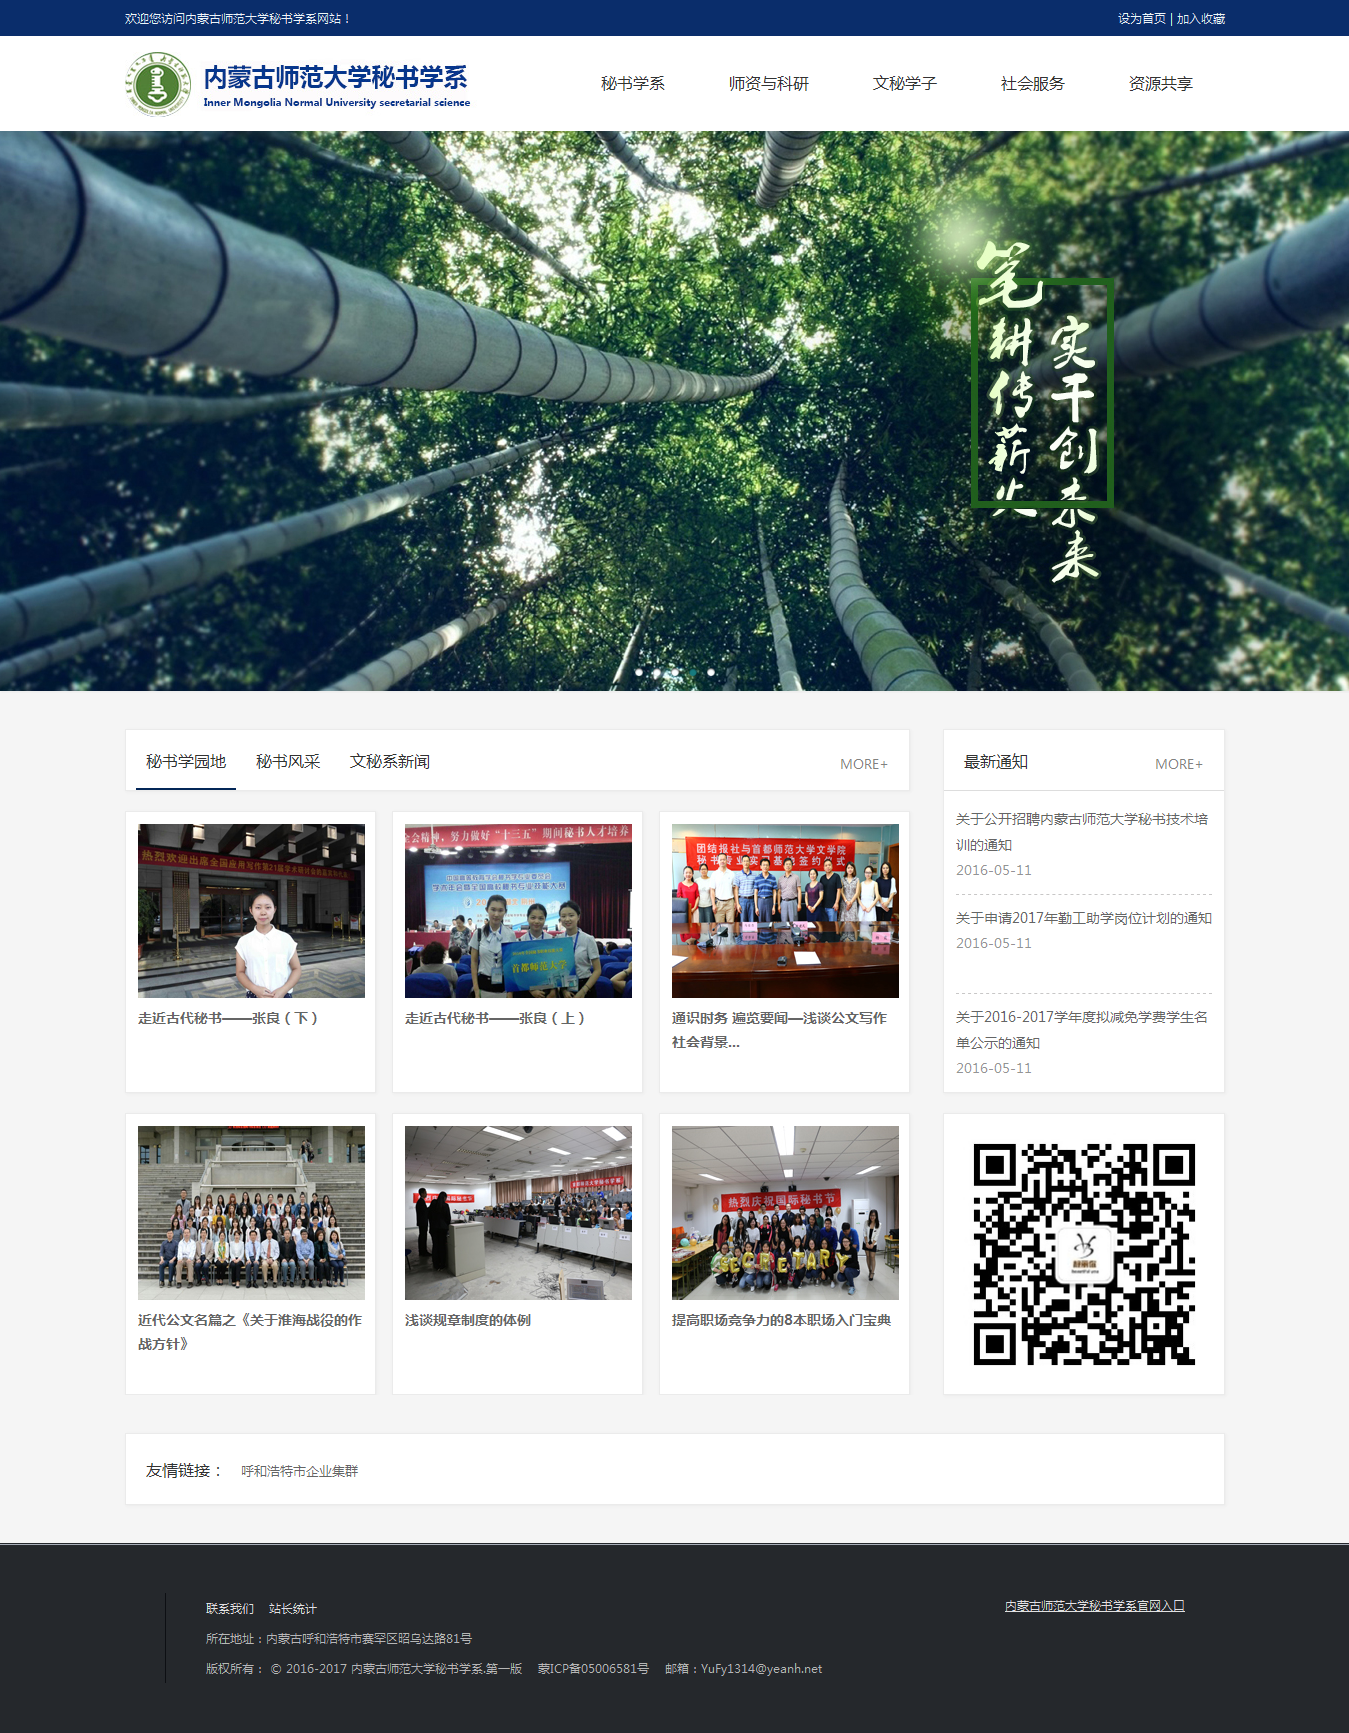 欢迎您访问内蒙古师范大学秘书学系网站！
设为首页 | 加入收藏
内蒙古师范大学秘书学系
Inner Mongolia Normal University secretarial science
秘书学系
师资与科研
文秘学子
社会服务
资源共享
笔耕传薪火
实干创未来
秘书学园地
秘书风采
文秘系新闻
MORE+
最新通知
MORE+
热烈欢迎出席全国应用写作第21届学术研讨会的嘉宾和代表
全会精神，努力做好“十三五”期间秘书人才培养
学术年会暨全国高校秘书专业技能大赛
首都师范大学
团结报社与首都师范大学文学院
秘书专业实践基地签约仪式
走近古代秘书——张良（下）
走近古代秘书——张良（上）
通识时务 遍览要闻—浅谈公文写作
社会背景...
关于公开招聘内蒙古师范大学秘书技术培
训的通知
2016-05-11
关于申请2017年勤工助学岗位计划的通知
2016-05-11
关于2016-2017学年度拟减免学费学生名
单公示的通知
2016-05-11
热烈庆祝国际秘书节
SECRETARY
近代公文名篇之《关于淮海战役的作
战方针》
浅谈规章制度的体例
提高职场竞争力的8本职场入门宝典
友情链接：
呼和浩特市企业集群
联系我们 站长统计
内蒙古师范大学秘书学系官网入口
所在地址：内蒙古呼和浩特市赛罕区昭乌达路81号
版权所有： © 2016-2017 内蒙古师范大学秘书学系.第一版 蒙ICP备05006581号 邮箱：YuFy1314@yeanh.net